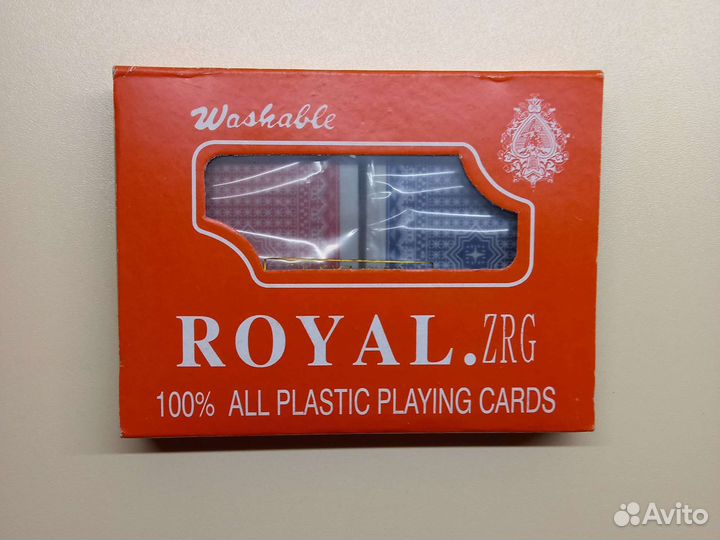 Washable
ROYAL.ZRG
100% ALL PLASTIC PLAYING CARDS
Avito